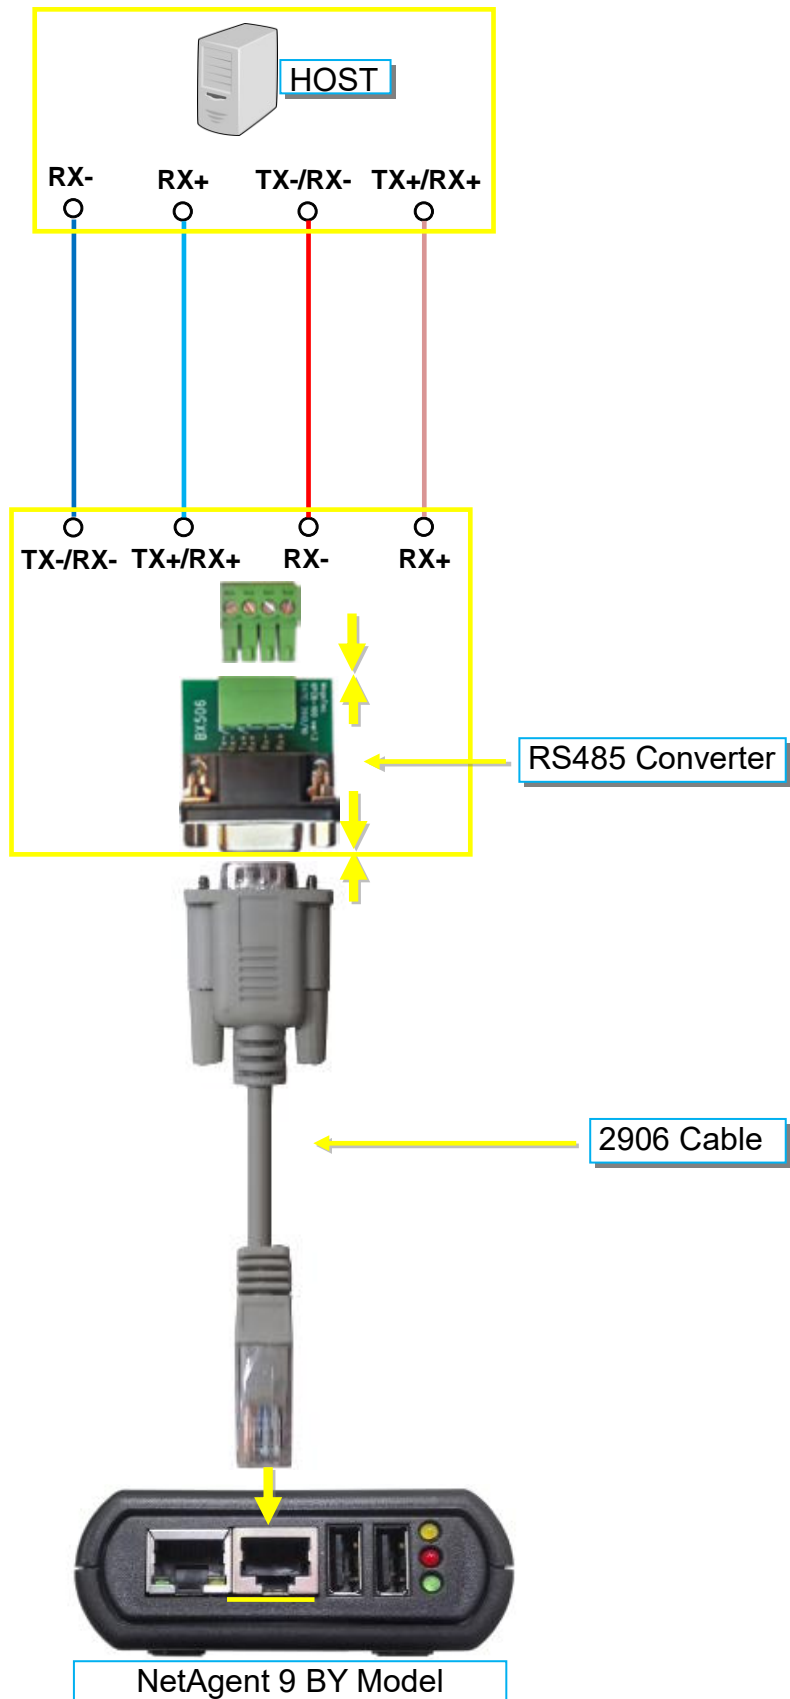 HOST
RX- RX+ TX-/RX- TX+/RX+
TX-/RX- TX+/RX+ RX- RX+
BX506
RS485 Converter
2906 Cable
NetAgent 9 BY Model